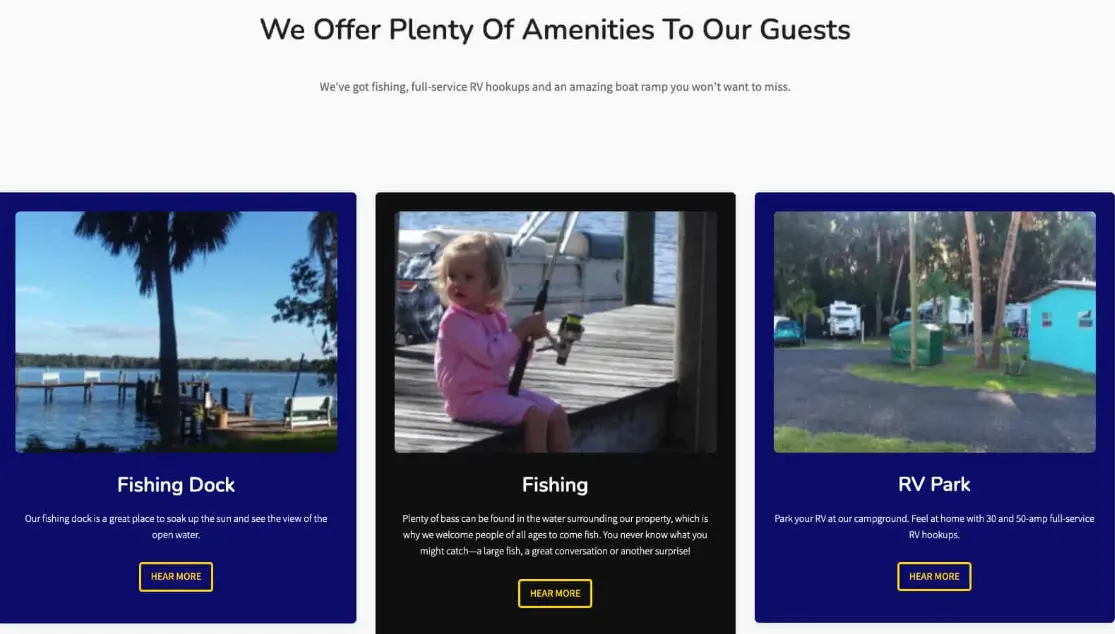 We Offer Plenty Of Amenities To Our Guests
We've got fishing, full-service RV hookups and an amazing boat ramp you won't want to miss.
Fishing Dock
Our fishing dock is a great place to soak up the sun and see the view of the
open water.
HEAR MORE
Fishing
Plenty of bass can be found in the water surrounding our property, which is
why we welcome people of all ages to come fish. You never know what you
might catch—a large fish, a great conversation or another surprise!
HEAR MORE
RV Park
Park your RV at our campground. Feel at home with 30 and 50-amp full-service
RV hookups.
HEAR MORE